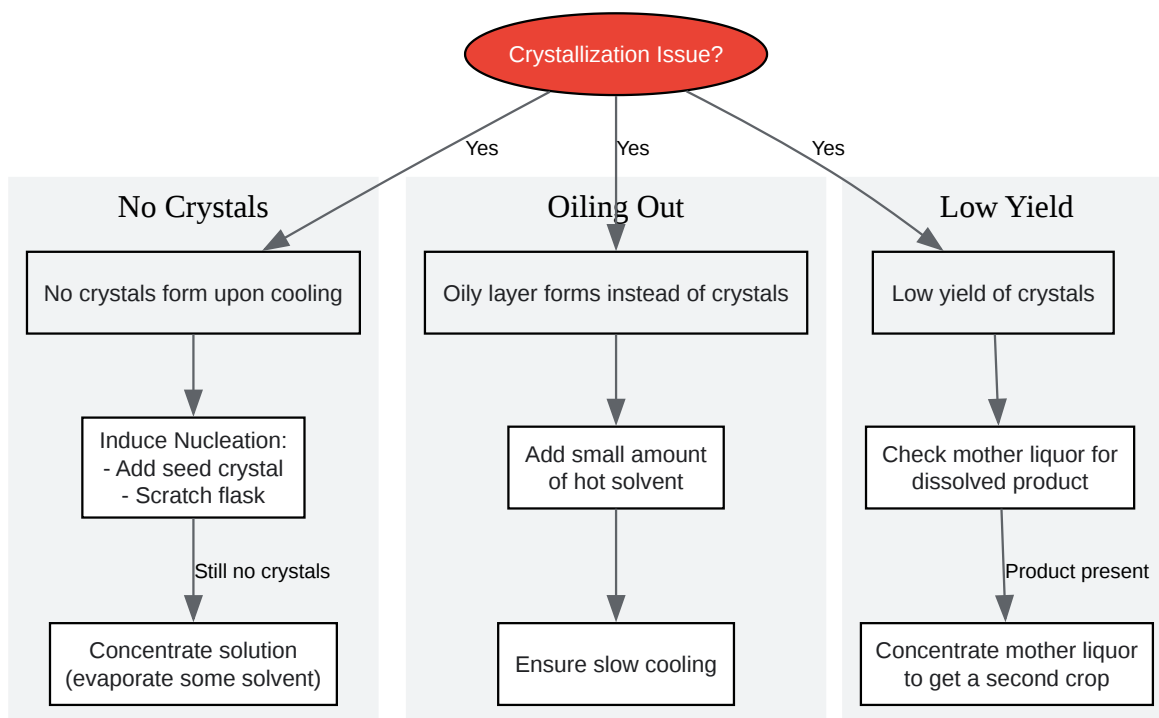 Crystallization Issue?
Yes
Yes
Yes
No Crystals
Oiling Out
Low Yield
No crystals form upon cooling
Oily layer forms instead of crystals
Low yield of crystals
Induce Nucleation:
- Add seed crystal
- Scratch flask
Add small amount
of hot solvent
Check mother liquor for
dissolved product
Still no crystals
Product present
Concentrate solution
(evaporate some solvent)
Ensure slow cooling
Concentrate mother liquor
to get a second crop